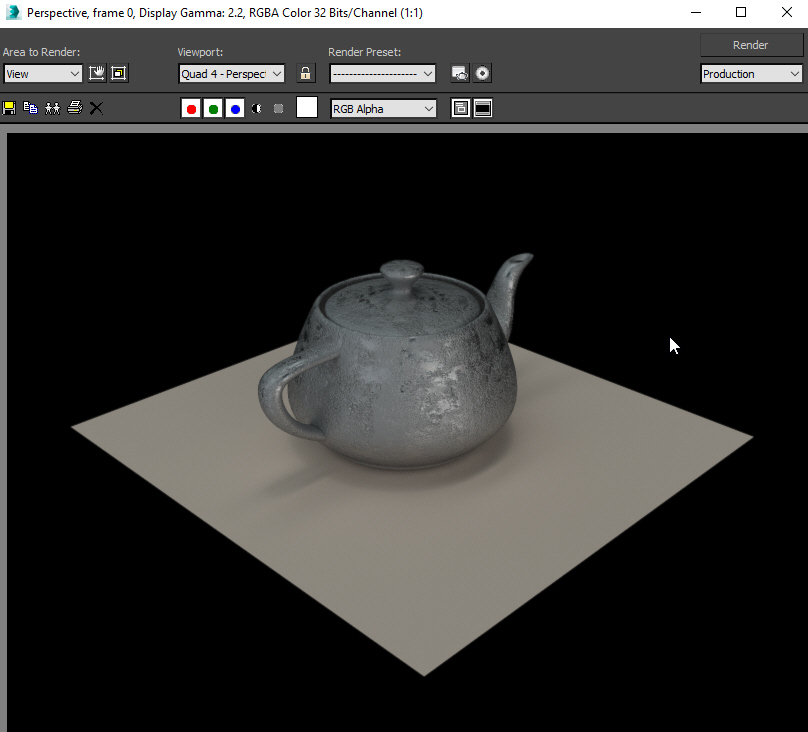 Perspective, frame 0, Display Gamma: 2.2, RGBA Color 32 Bits/Channel (1:1)
Area to Render:
Viewport:
Render Preset:
Render
View
Quad 4 - Perspec
--------------------
Production
RGB Alpha